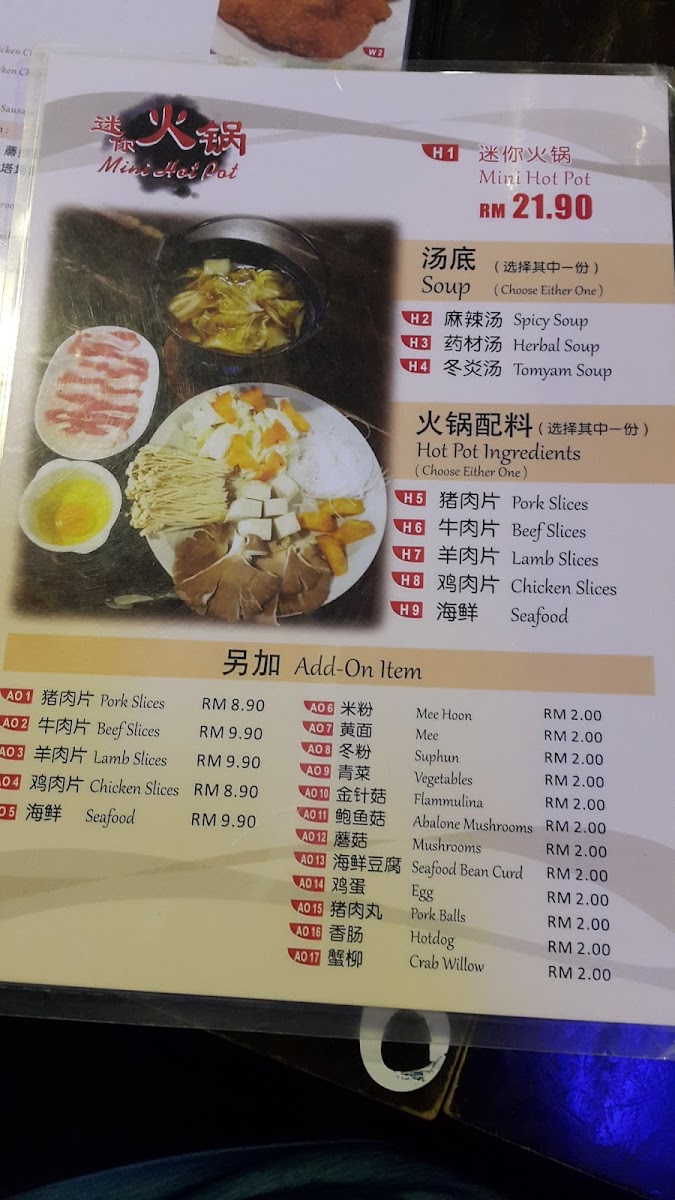 W2
icken C
cken C
Sausa
蘑
塔
迷你火锅
Mini Hot Pot
H1 迷你火锅
Mini Hot Pot
RM 21.90
汤底 (选择其中一份)
Soup (Choose Either One)
H2 麻辣汤 Spicy Soup
H3 药材汤 Herbal Soup
H4 冬炎汤 Tomyam Soup
火锅配料 (选择其中一份)
Hot Pot Ingredients
(Choose Either One)
H5 猪肉片 Pork Slices
H6 牛肉片 Beef Slices
H7 羊肉片 Lamb Slices
H8 鸡肉片 Chicken Slices
H9 海鲜 Seafood
另加 Add-On Item
AO1 猪肉片 Pork Slices RM 8.90
AO2 牛肉片 Beef Slices RM 9.90
AO3 羊肉片 Lamb Slices RM 9.90
AO4 鸡肉片 Chicken Slices RM 8.90
AO5 海鲜 Seafood RM 9.90
AO6 米粉 Mee Hoon RM 2.00
AO7 黄面 Mee RM 2.00
AO8 冬粉 Suphun RM 2.00
AO9 青菜 Vegetables RM 2.00
AO10 金针菇 Flammulina RM 2.00
AO11 鲍鱼菇 Abalone Mushrooms RM 2.00
AO12 蘑菇 Mushrooms RM 2.00
AO13 海鲜豆腐 Seafood Bean Curd RM 2.00
AO14 鸡蛋 Egg RM 2.00
AO15 猪肉丸 Pork Balls RM 2.00
AO16 香肠 Hotdog RM 2.00
AO17 蟹柳 Crab Willow RM 2.00